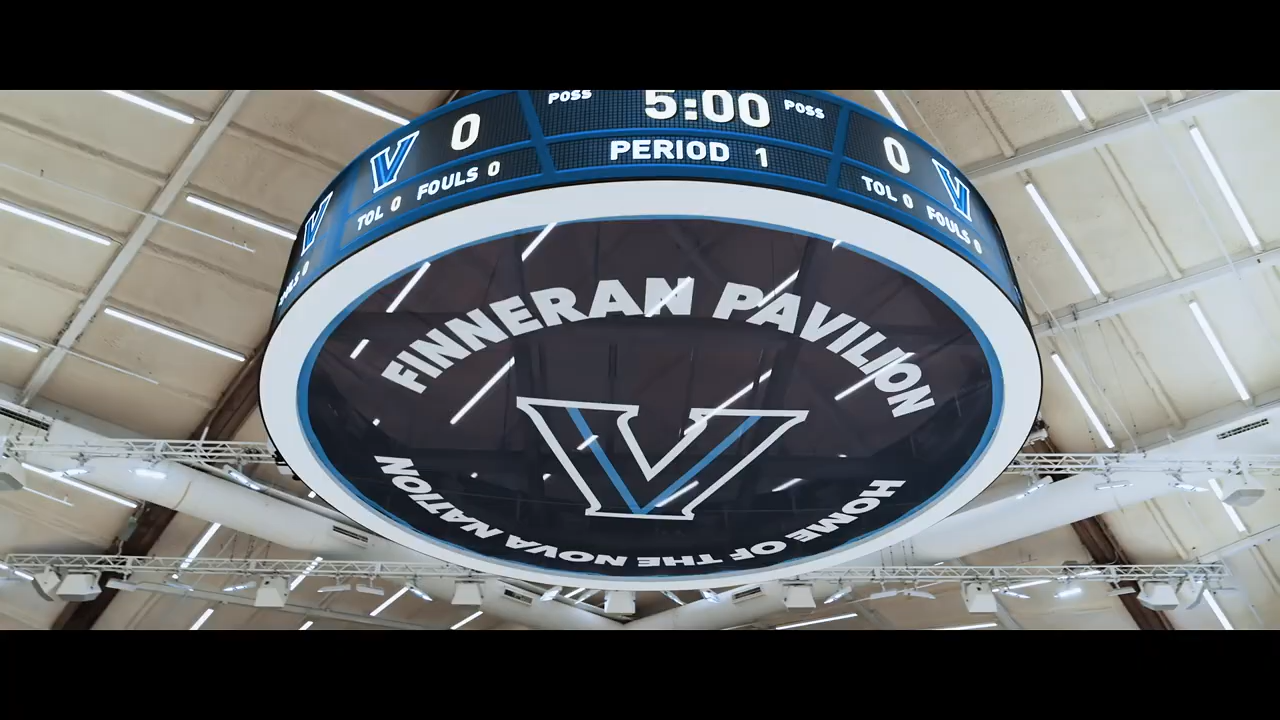 POSS 5:00 POSS
0 PERIOD 1 0
TOL 0 FOULS 0
TOL 0 FOULS 0
FINNERAN PAVILION
V
HOME OF THE NOVA NATION